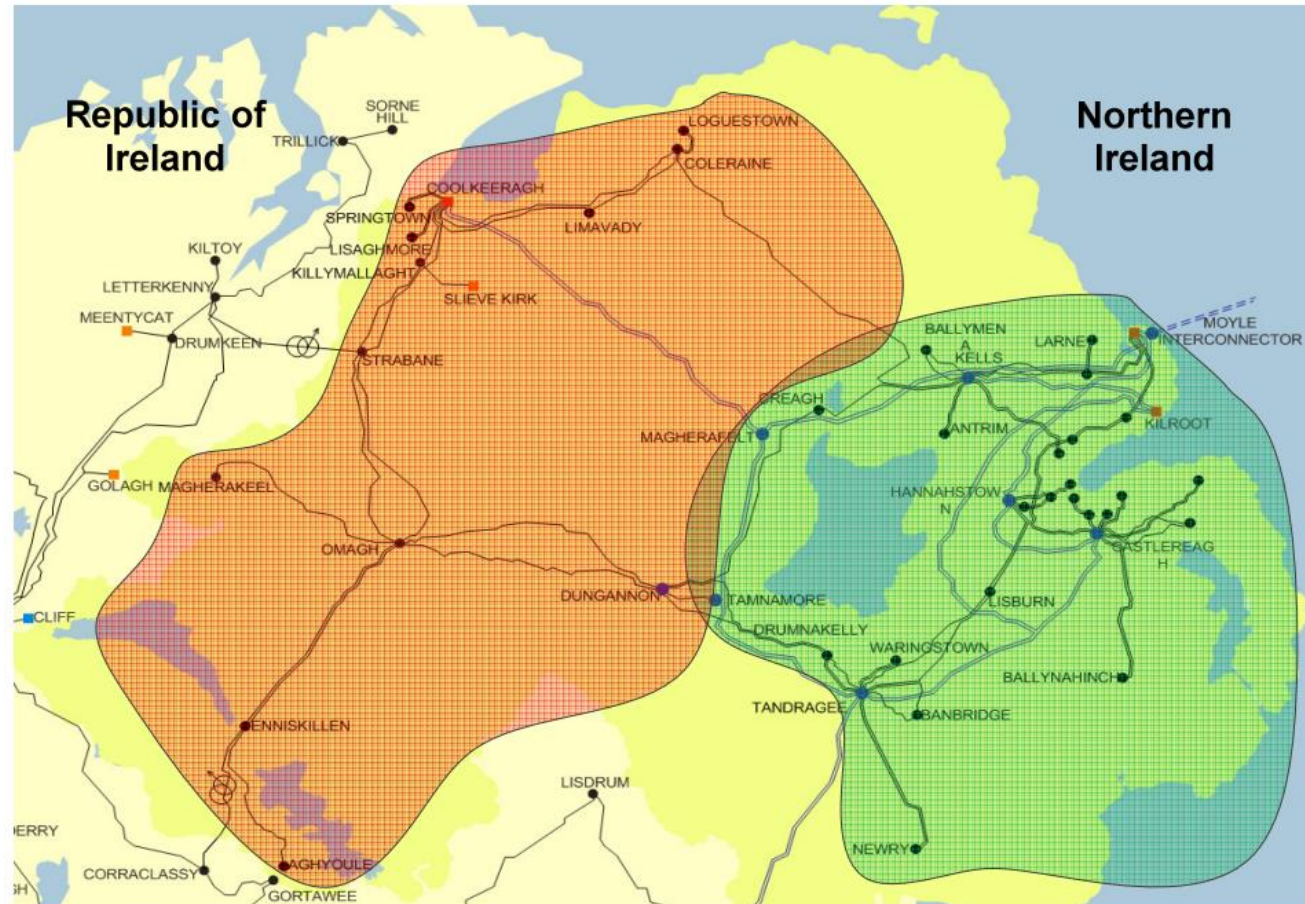 Republic of
Ireland
Northern
Ireland
SORNE
HILL
TRILLICK
LOGUESTOWN
COLERAINE
COOLKEERAGH
SPRINGTOWN
LIMAVADY
LISAGHMORE
KILTOY
KILLYMALLAGHT
LETTERKENNY
SLIEVE KIRK
MEENTYCAT
DRUMKEEN
STRABANE
BALLYMEN
A
KELLS
LARNE
MOYLE
INTERCONNECTOR
CREAGH
MAGHERAFELT
ANTRIM
KILROOT
GOLAGH
MAGHERAKEEL
HANNAHSTOW
N
OMAGH
CASTLEREAG
H
DUNGANNON
TAMNAMORE
LISBURN
CLIFF
DRUMNAKELLY
WARINGSTOWN
BALLYNAHINCH
TANDRAGEE
BANBRIDGE
ENNISKILLEN
LISDRUM
DERRY
NEWRY
AGHYOULE
CORRACLASSY
GORTAWEE
GH